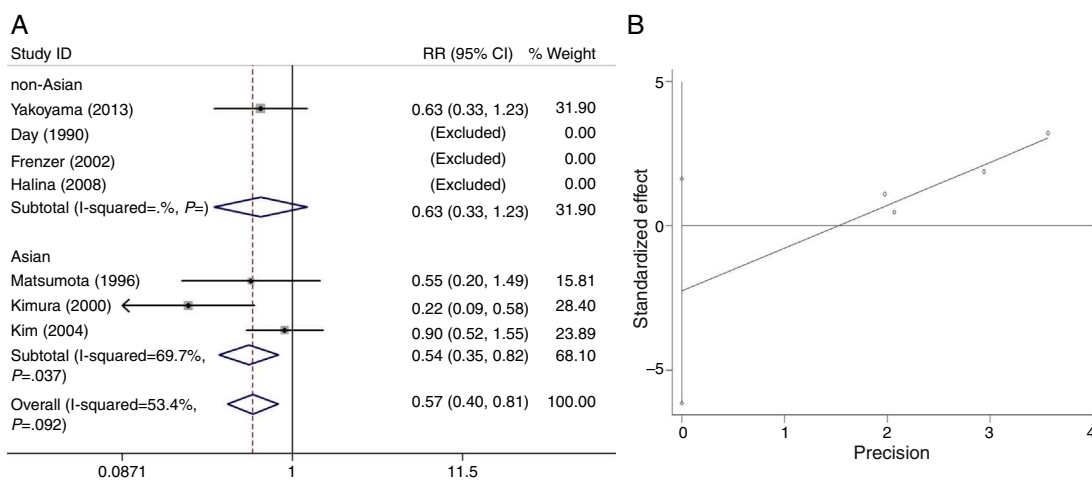 A
Study ID RR (95% CI) % Weight
non-Asian
Yakoyama (2013) 0.63 (0.33, 1.23) 31.90
Day (1990) (Excluded) 0.00
Frenzer (2002) (Excluded) 0.00
Halina (2008) (Excluded) 0.00
Subtotal (I-squared=.%, P=) 0.63 (0.33, 1.23) 31.90
Asian
Matsumota (1996) 0.55 (0.20, 1.49) 15.81
Kimura (2000) 0.22 (0.09, 0.58) 28.40
Kim (2004) 0.90 (0.52, 1.55) 23.89
Subtotal (I-squared=69.7%, 0.54 (0.35, 0.82) 68.10
P=.037)
Overall (I-squared=53.4%, 0.57 (0.40, 0.81) 100.00
P=.092)
0.0871 1 11.5
B
5
0
−5
Standardized effect
0 1 2 3 4
Precision